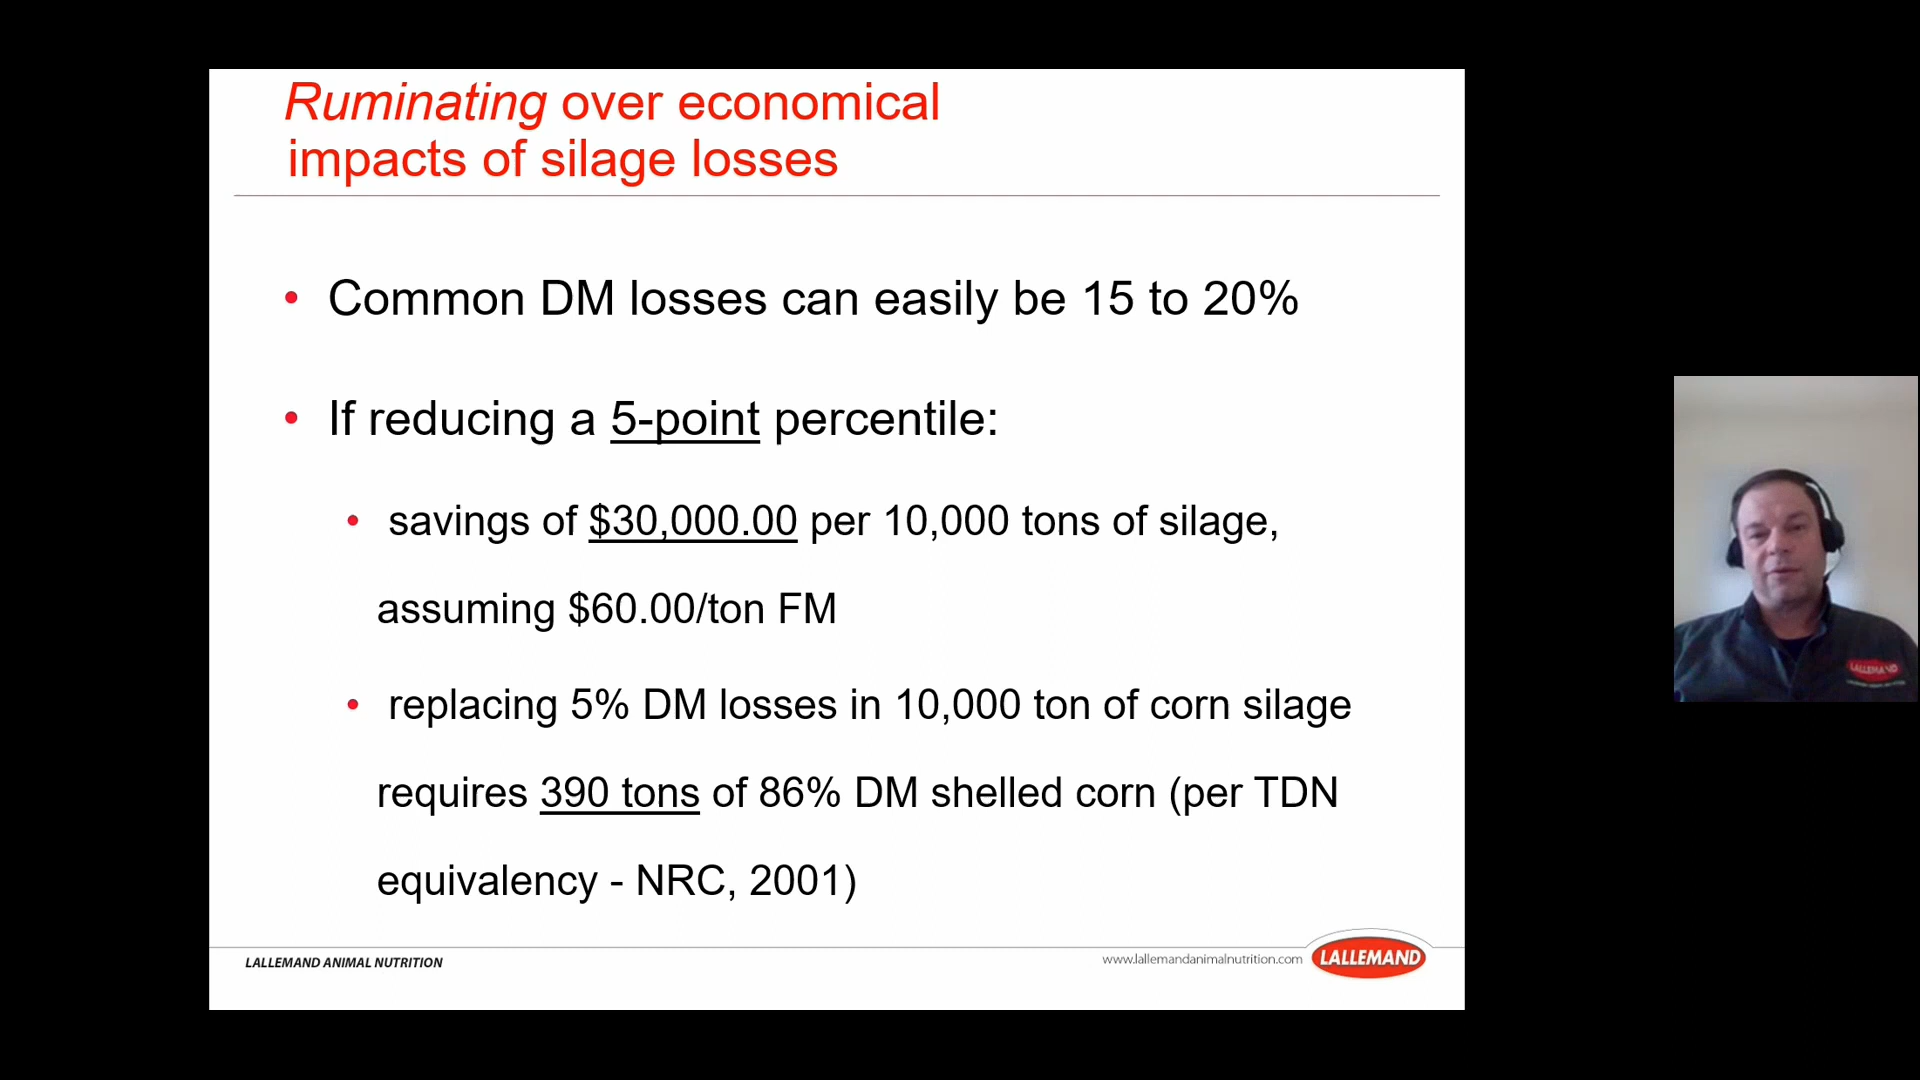 Ruminating over economical
impacts of silage losses
• Common DM losses can easily be 15 to 20%
• If reducing a 5-point percentile:
• savings of $30,000.00 per 10,000 tons of silage,
assuming $60.00/ton FM
• replacing 5% DM losses in 10,000 ton of corn silage
requires 390 tons of 86% DM shelled corn (per TDN
equivalency - NRC, 2001)
LALLEMAND ANIMAL NUTRITION
www.lallemandanimalnutrition.com
LALLEMAND
LALLEMAND